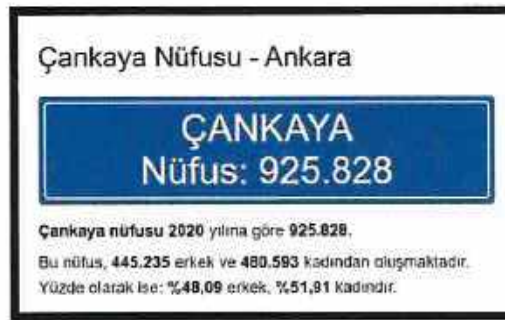 Çankaya Nüfusu - Ankara
ÇANKAYA
Nüfus: 925.828
Çankaya nüfusu 2020 yılına göre 925.828.
Bu nüfus, 445.235 erkek ve 480.593 kadından oluşmaktadır.
Yüzde olarak ise: %48,09 erkek, %51,91 kadındır.